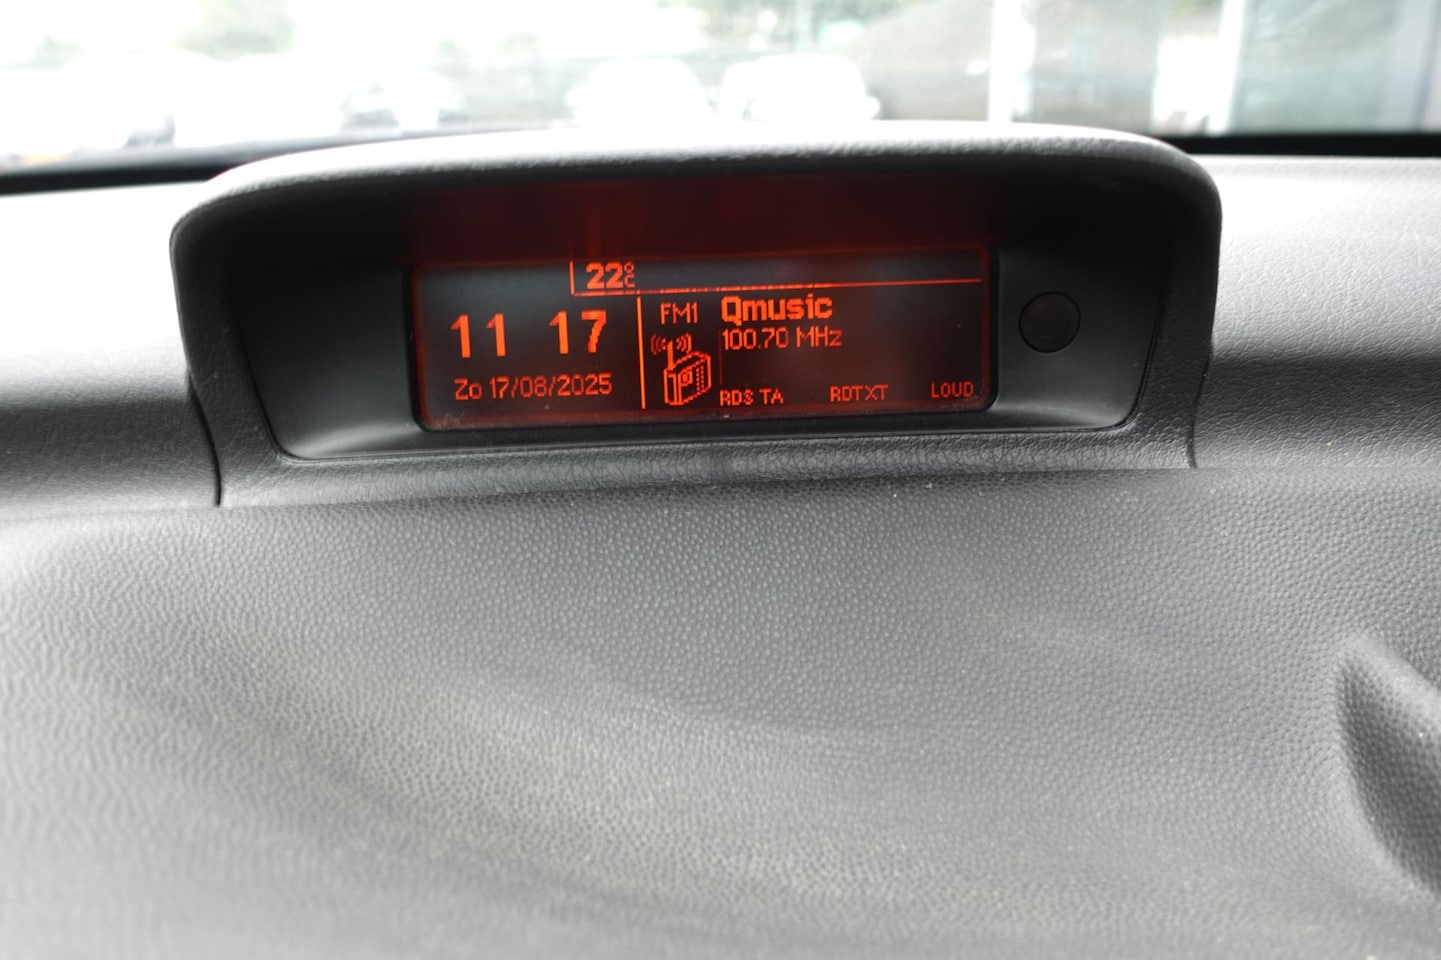 22°C
11 17
Zo 17/08/2025
FM1
Qmusic
100.70 MHz
RDS TA RDTXT LOUD